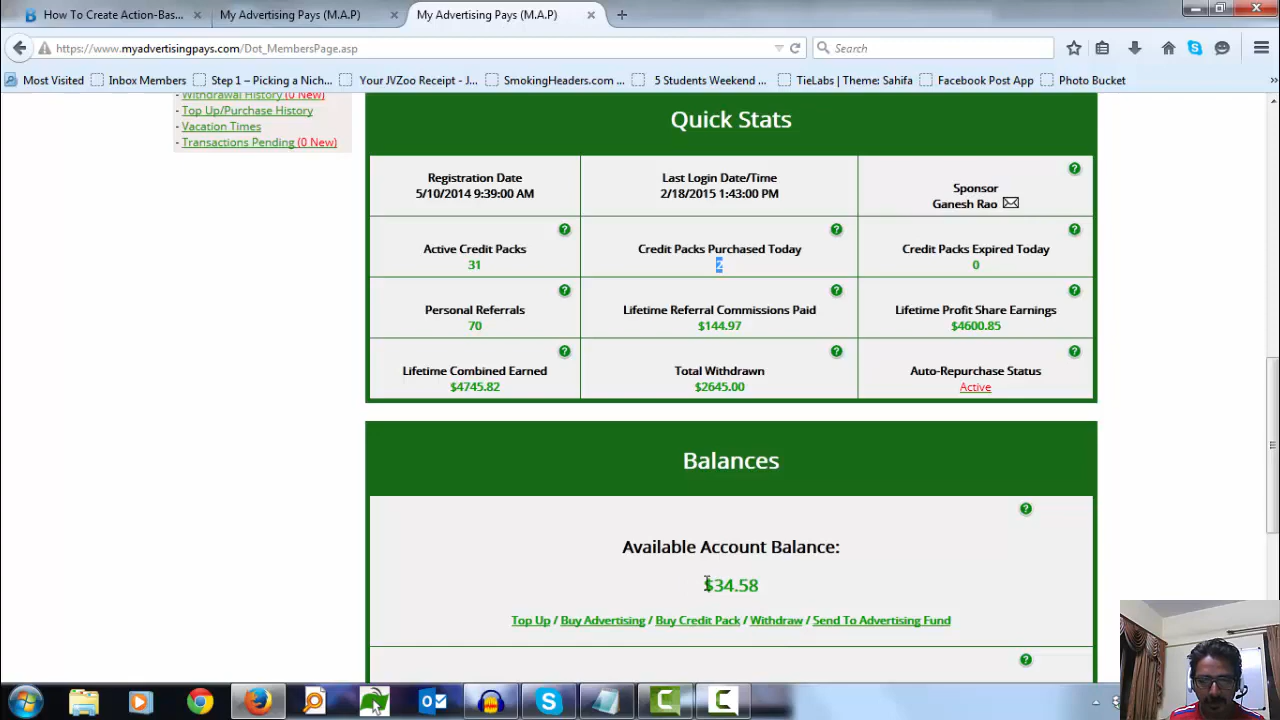 How To Create Action-Bas...
My Advertising Pays (M.A.P)
My Advertising Pays (M.A.P)
https://www.myadvertisingpays.com/Dot_MembersPage.asp
Search
Most Visited
Inbox Members
Step 1 – Picking a Nich...
Your JVZoo Receipt - J...
SmokingHeaders.com ...
5 Students Weekend ...
TieLabs | Theme: Sahifa
Facebook Post App
Photo Bucket
- Withdrawal History (0 New)
- Top Up/Purchase History
- Vacation Times
- Transactions Pending (0 New)
Quick Stats
Registration Date
5/10/2014 9:39:00 AM
Last Login Date/Time
2/18/2015 1:43:00 PM
Sponsor
Ganesh Rao
Active Credit Packs
31
Credit Packs Purchased Today
2
Credit Packs Expired Today
0
Personal Referrals
70
Lifetime Referral Commissions Paid
$144.97
Lifetime Profit Share Earnings
$4600.85
Lifetime Combined Earned
$4745.82
Total Withdrawn
$2645.00
Auto-Repurchase Status
Active
Balances
Available Account Balance:
$34.58
Top Up / Buy Advertising / Buy Credit Pack / Withdraw / Send To Advertising Fund